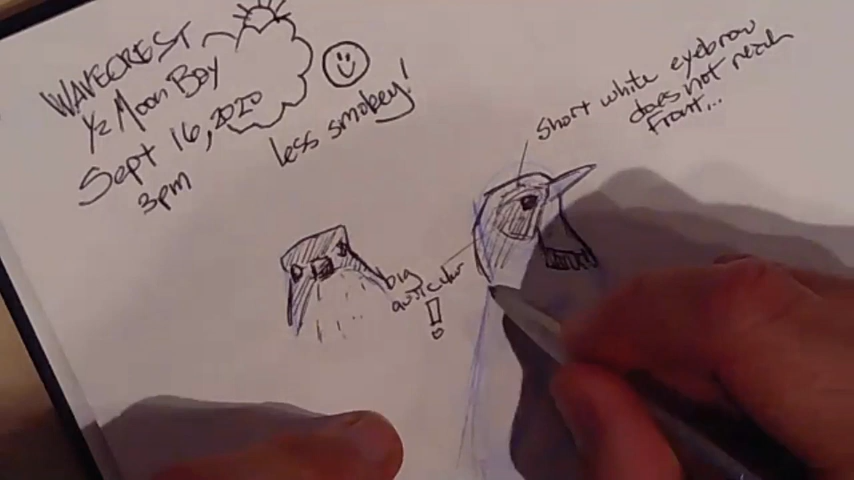 WAVECREST
1/2 Moon Bay
Sept 16, 2020
3pm
less smokey!
short white eyebrow
does not reach
front...
big
auricular
!